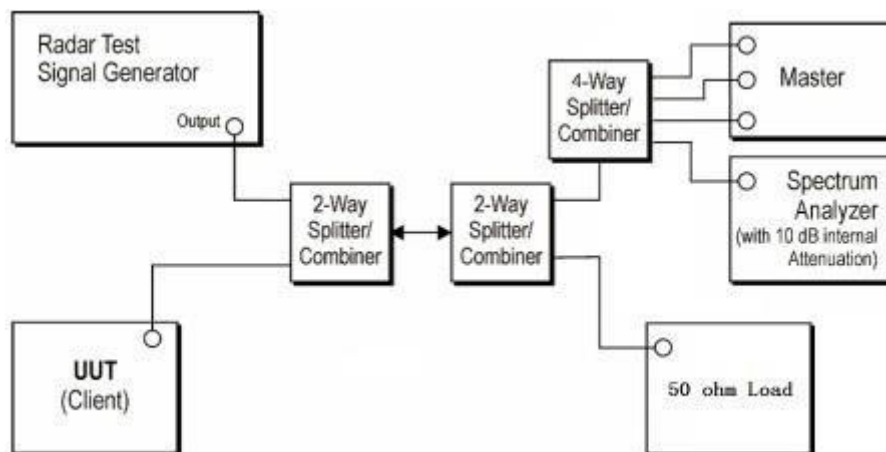 Radar Test
Signal Generator
Output
4-Way
Splitter/
Combiner
Master
2-Way
Splitter/
Combiner
2-Way
Splitter/
Combiner
Spectrum
Analyzer
(with 10 dB internal
Attenuation)
UUT
(Client)
50 ohm Load